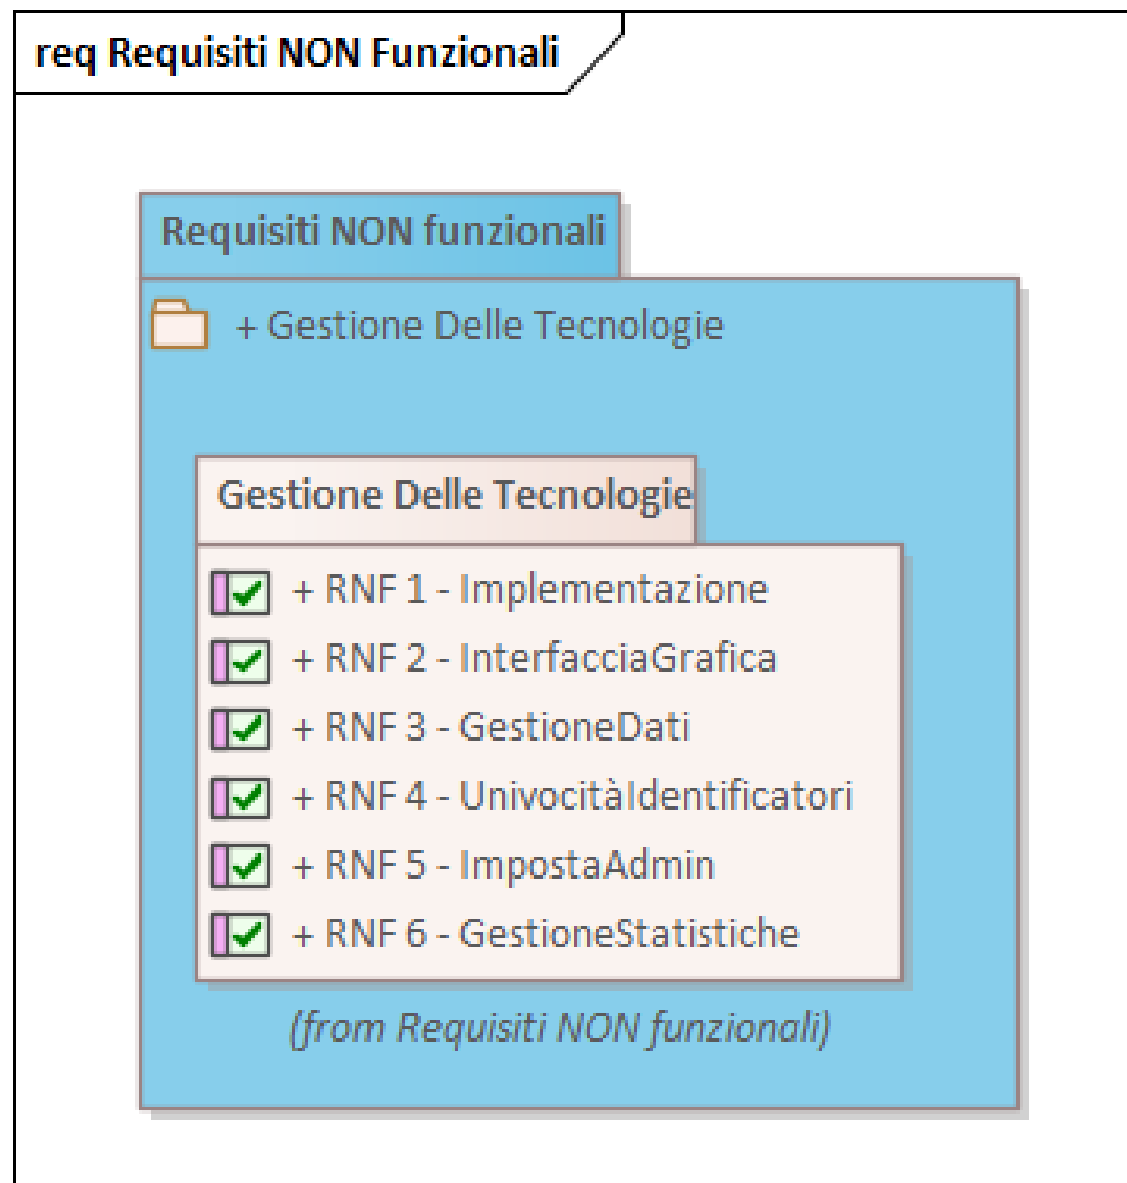 req Requisiti NON Funzionali
Requisiti NON funzionali
+ Gestione Delle Tecnologie
Gestione Delle Tecnologie
+ RNF 1 - Implementazione
+ RNF 2 - InterfacciaGrafica
+ RNF 3 - GestioneDati
+ RNF 4 - UnivocitàIdentificatori
+ RNF 5 - ImpostaAdmin
+ RNF 6 - GestioneStatistiche
(from Requisiti NON funzionali)